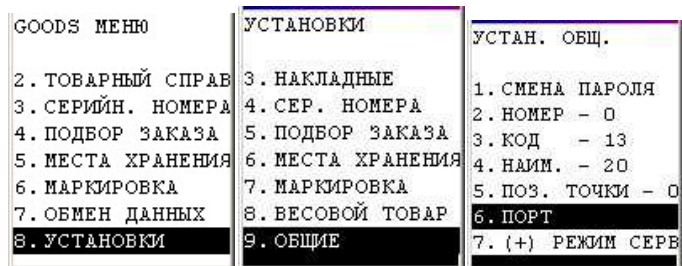 GOODS МЕНЮ
2.ТОВАРНЫЙ СПРАВ
3.СЕРИЙН. НОМЕРА
4.ПОДБОР ЗАКАЗА
5.МЕСТА ХРАНЕНИЯ
6.МАРКИРОВКА
7.ОБМЕН ДАННЫХ
8.УСТАНОВКИ
УСТАНОВКИ
3.НАКЛАДНЫЕ
4.СЕР. НОМЕРА
5.ПОДБОР ЗАКАЗА
6.МЕСТА ХРАНЕНИЯ
7.МАРКИРОВКА
8.ВЕСОВОЙ ТОВАР
9.ОБЩИЕ
УСТАН. ОБЩ.
1.СМЕНА ПАРОЛЯ
2.НОМЕР - 0
3.КОД - 13
4.НАИМ. - 20
5.ПОЗ. ТОЧКИ - 0
6.ПОРТ
7.(+) РЕЖИМ СЕРВ